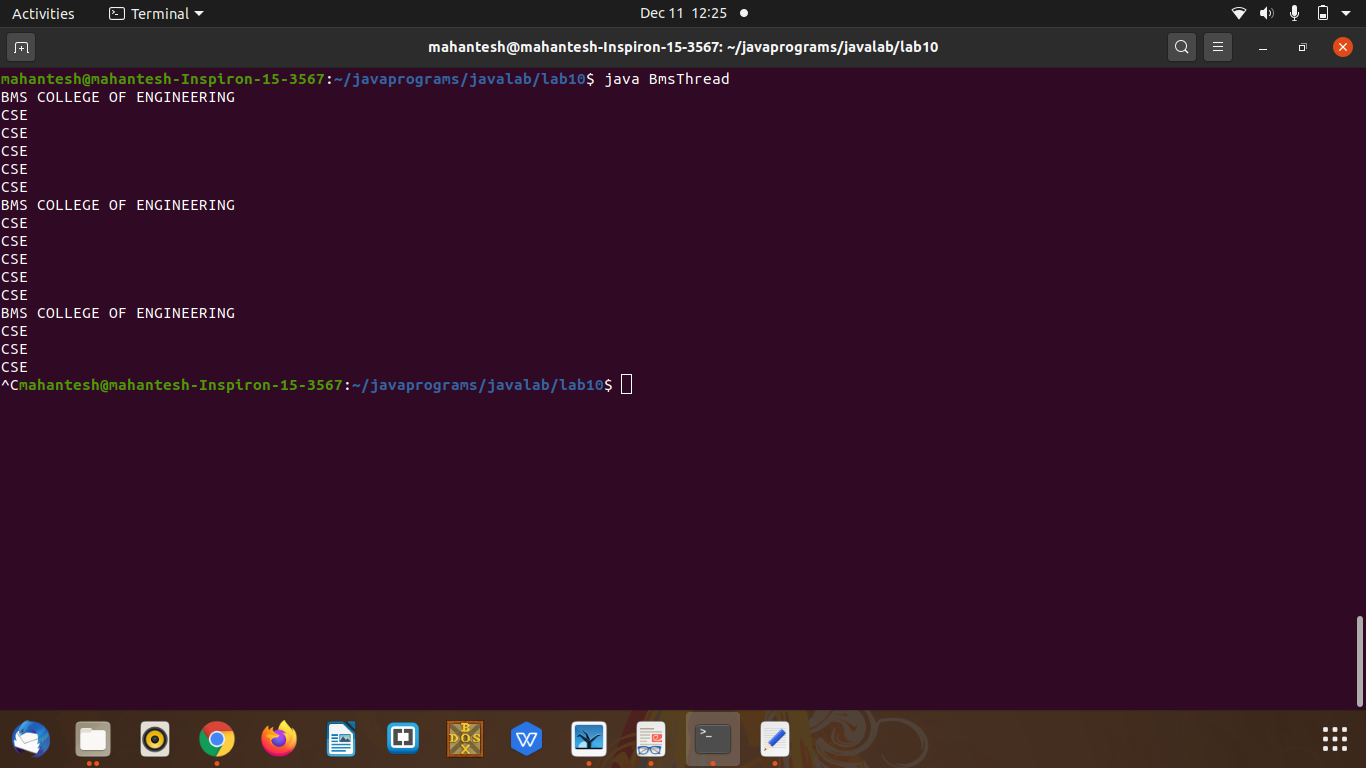 Activities Terminal Dec 11 12:25
mahantesh@mahantesh-Inspiron-15-3567: ~/javaprograms/javalab/lab10
mahantesh@mahantesh-Inspiron-15-3567:~/javaprograms/javalab/lab10$ java BmsThread
BMS COLLEGE OF ENGINEERING
CSE
CSE
CSE
CSE
CSE
BMS COLLEGE OF ENGINEERING
CSE
CSE
CSE
CSE
CSE
BMS COLLEGE OF ENGINEERING
CSE
CSE
CSE
^Cmahantesh@mahantesh-Inspiron-15-3567:~/javaprograms/javalab/lab10$
B
DOS
X
W
>_